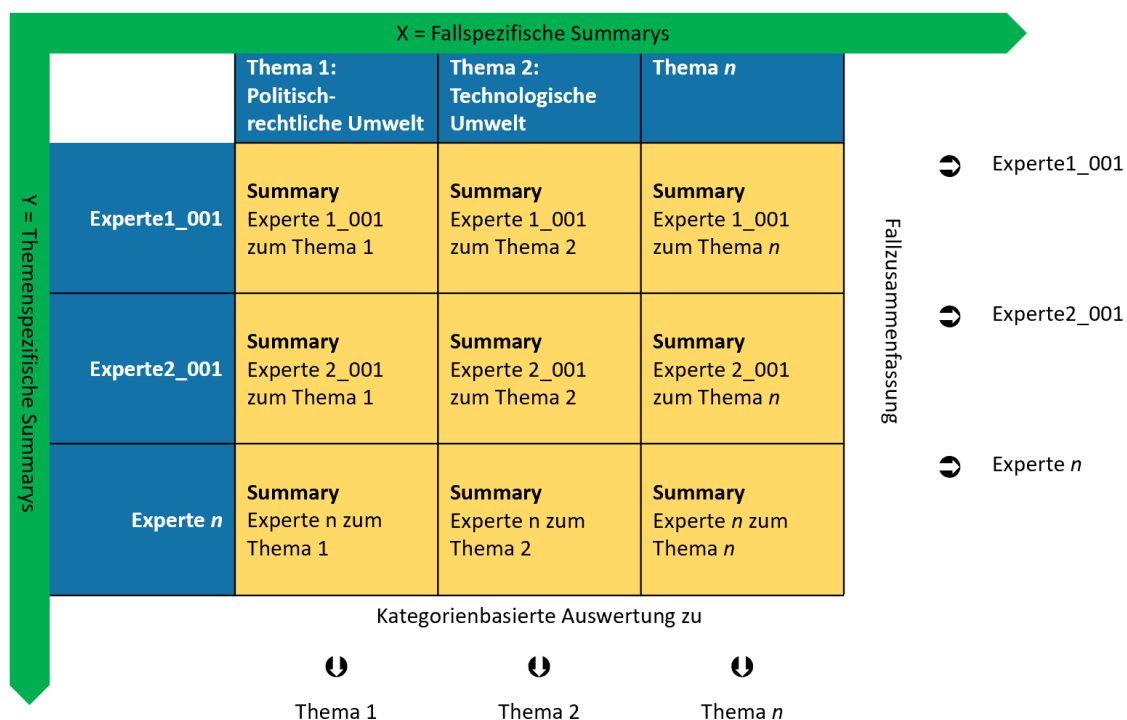 X = Fallspezifische Summarys
Y = Themenspezifische Summarys
Thema 1:
Politisch-
rechtliche Umwelt
Thema 2:
Technologische
Umwelt
Thema n
Experte1_001
Summary
Experte 1_001
zum Thema 1
Summary
Experte 1_001
zum Thema 2
Summary
Experte 1_001
zum Thema n
Experte2_001
Summary
Experte 2_001
zum Thema 1
Summary
Experte 2_001
zum Thema 2
Summary
Experte 2_001
zum Thema n
Experte n
Summary
Experte n zum
Thema 1
Summary
Experte n zum
Thema 2
Summary
Experte n zum
Thema n
Fallzusammenfassung
Experte1_001
Experte2_001
Experte n
Kategorienbasierte Auswertung zu
Thema 1
Thema 2
Thema n